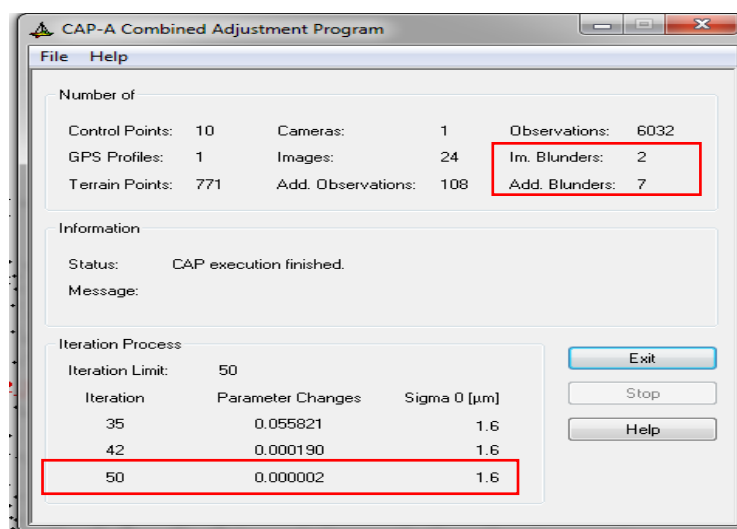 CAP-A Combined Adjustment Program
File Help
Number of
Control Points: 10 Cameras: 1 Observations: 6032
GPS Profiles: 1 Images: 24 Im. Blunders: 2
Terrain Points: 771 Add. Observations: 108 Add. Blunders: 7
Information
Status: CAP execution finished.
Message:
Iteration Process
Iteration Limit: 50
Iteration Parameter Changes Sigma 0 [µm]
35 0.055821 1.6
42 0.000190 1.6
50 0.000002 1.6
Exit
Stop
Help